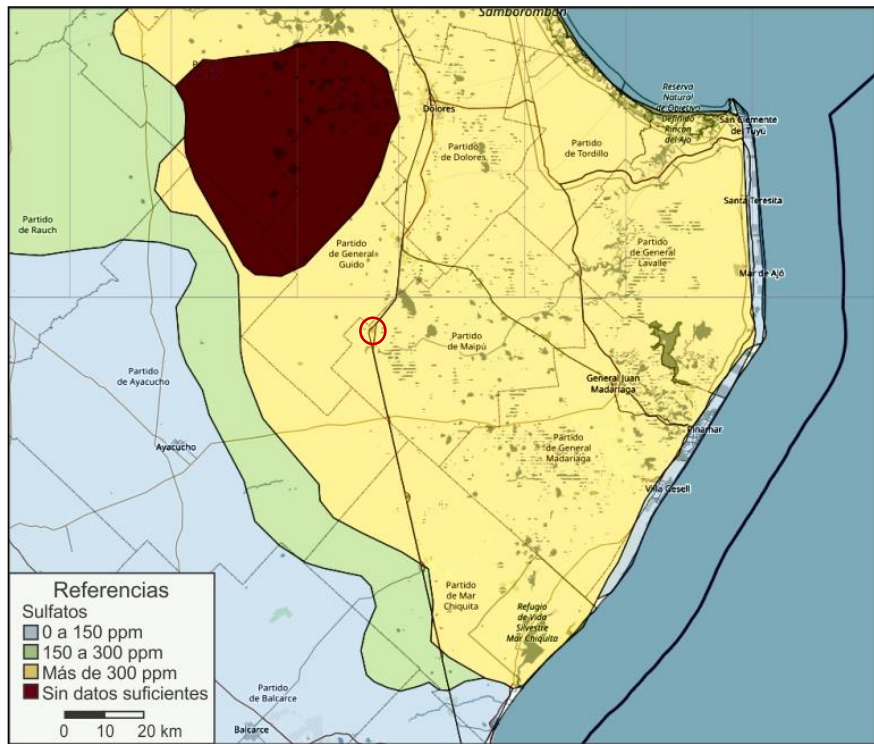 Samborombón
Dolores
Partido
de Dolores
Reserva
Natural
de Objetivo
Definido
Rincón
del Ajo
San Clemente
del Tuyú
Partido
de Tordillo
Santa Teresita
Partido
de Rauch
Partido
de General
Guido
Partido
de General
Lavalle
Mar de Ajó
Partido
de Maipú
Partido
de Ayacucho
General Juan
Madariaga
Ayacucho
Pinamar
Partido
de General
Madariaga
Villa Gesell
Partido
de Mar
Chiquita
Refugio
de Vida
Silvestre
Mar Chiquita
Partido
de Balcarce
Balcarce
Referencias
Sulfatos
0 a 150 ppm
150 a 300 ppm
Más de 300 ppm
Sin datos suficientes
0 10 20 km